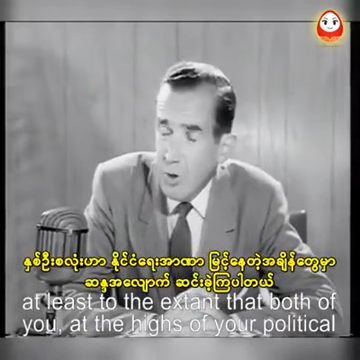 နှစ်ဦးစလုံးဟာ နိုင်ငံရေးအာဏာ မြင့်နေတဲ့အချိန်တွေမှာ
ဆန္ဒအလျောက် ဆင်းခဲ့ကြပါတယ်
at least to the extant that both of
you, at the highs of your political